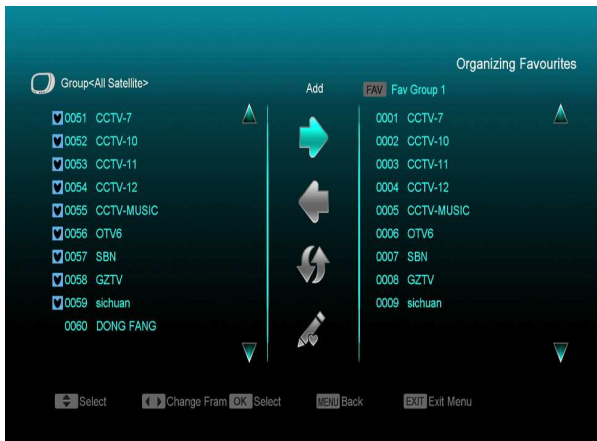 Organizing Favourites
Group<All Satellite>
Add
FAV Fav Group 1
0051 CCTV-7
0052 CCTV-10
0053 CCTV-11
0054 CCTV-12
0055 CCTV-MUSIC
0056 OTV6
0057 SBN
0058 GZTV
0059 sichuan
0060 DONG FANG
0001 CCTV-7
0002 CCTV-10
0003 CCTV-11
0004 CCTV-12
0005 CCTV-MUSIC
0006 OTV6
0007 SBN
0008 GZTV
0009 sichuan
Select Change Fram OK Select MENU Back EXIT Exit Menu